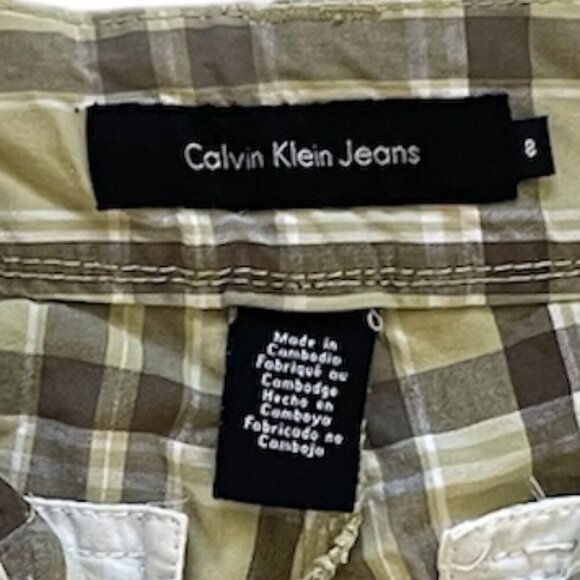 Calvin Klein Jeans
8
Made in
Cambodia
Fabriqué au
Cambodge
Hecho en
Camboya
Fabricado no
Camboja